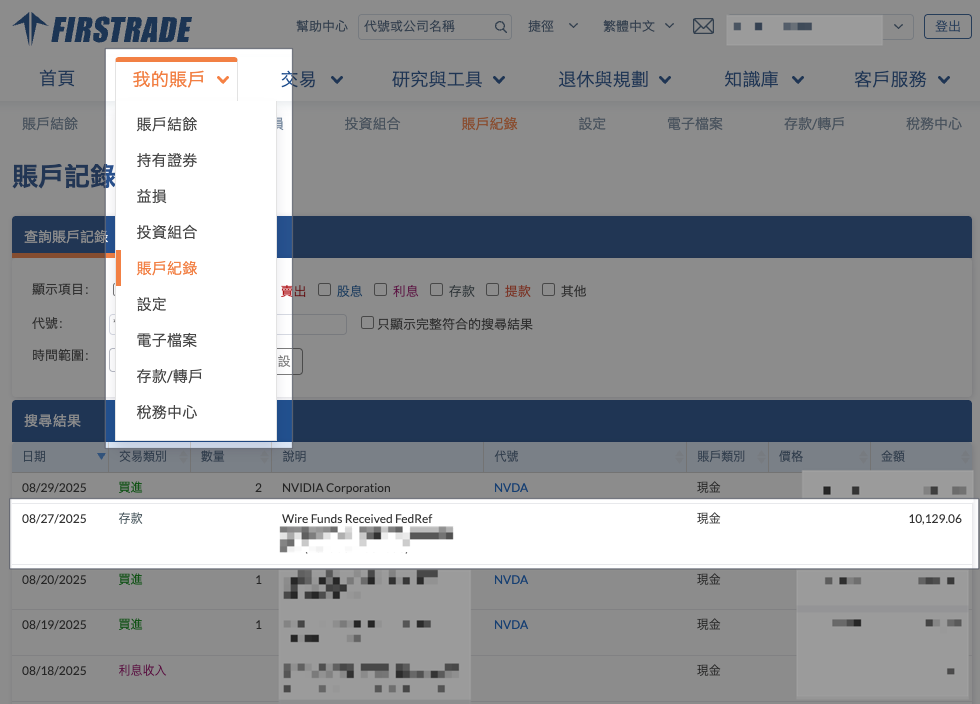 FIRSTRADE
幫助中心 代號或公司名稱 捷徑 繁體中文 登出
首頁 我的賬戶 交易 研究與工具 退休與規劃 知識庫 客戶服務
賬戶結餘 損 投資組合 賬戶紀錄 設定 電子檔案 存款/轉戶 稅務中心
賬戶結餘
持有證券
益損
投資組合
賬戶紀錄
設定
電子檔案
存款/轉戶
稅務中心
賬戶記錄
查詢賬戶記錄
顯示項目: 賣出 股息 利息 存款 提款 其他
代號: 只顯示完整符合的搜尋結果
時間範圍: 設
搜尋結果
日期 交易類別 數量 說明 代號 賬戶類別 價格 金額
08/29/2025 買進 2 NVIDIA Corporation NVDA 現金
08/27/2025 存款 Wire Funds Received FedRef 現金 10,129.06
08/20/2025 買進 1 NVDA 現金
08/19/2025 買進 1 NVDA 現金
08/18/2025 利息收入 現金